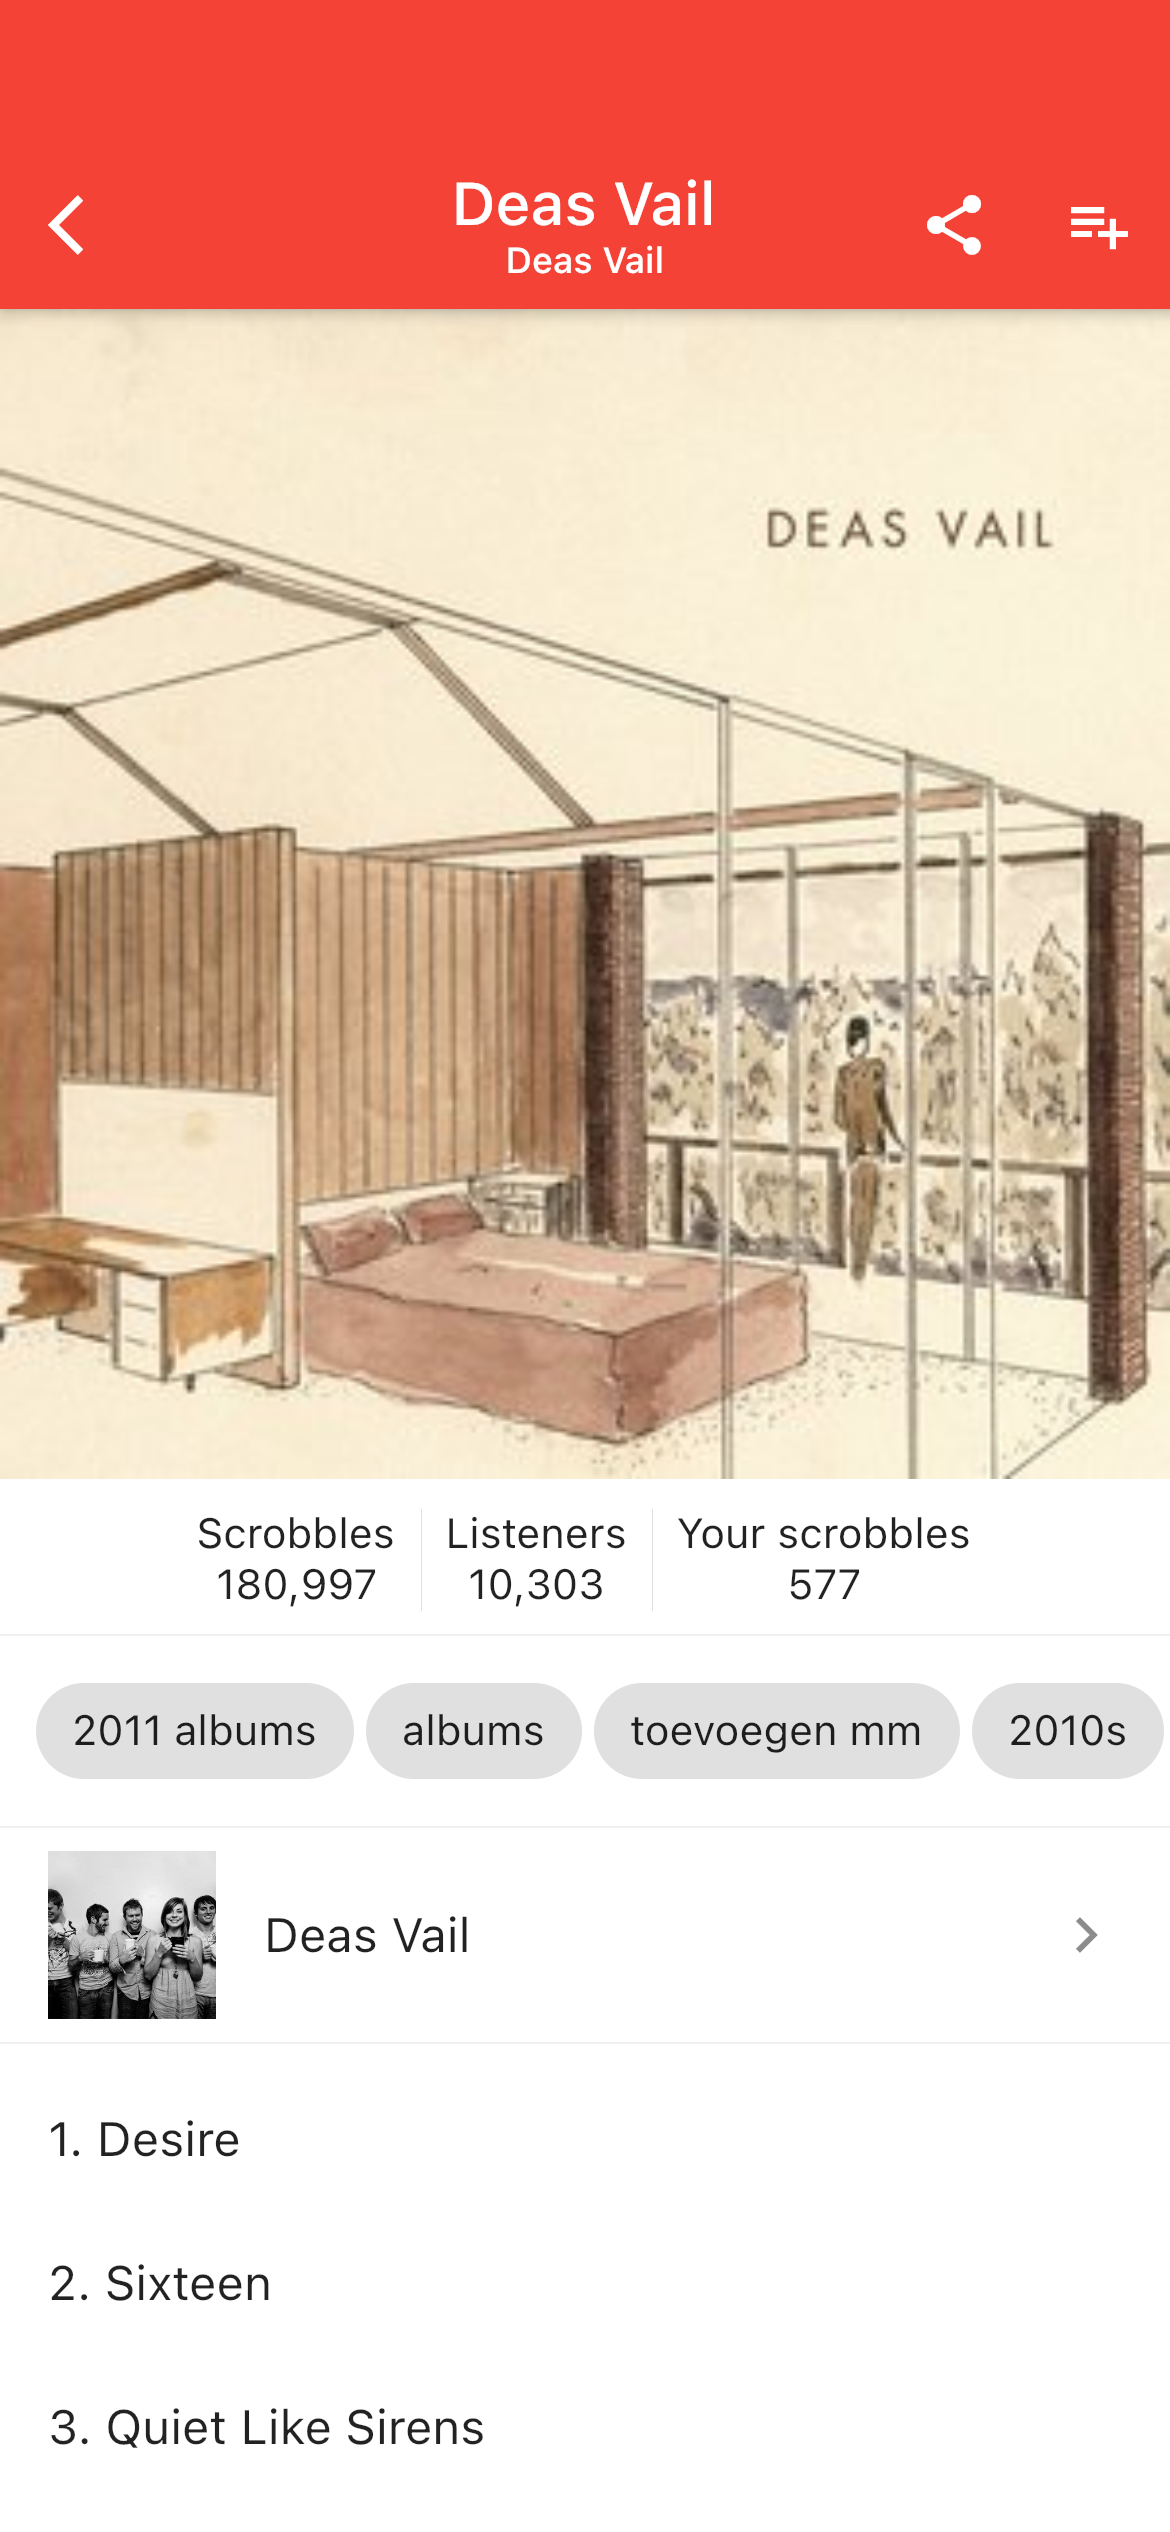 Deas Vail
Deas Vail
DEAS VAIL
Scrobbles
180,997
Listeners
10,303
Your scrobbles
577
2011 albums
albums
toevoegen mm
2010s
Deas Vail
1. Desire
2. Sixteen
3. Quiet Like Sirens